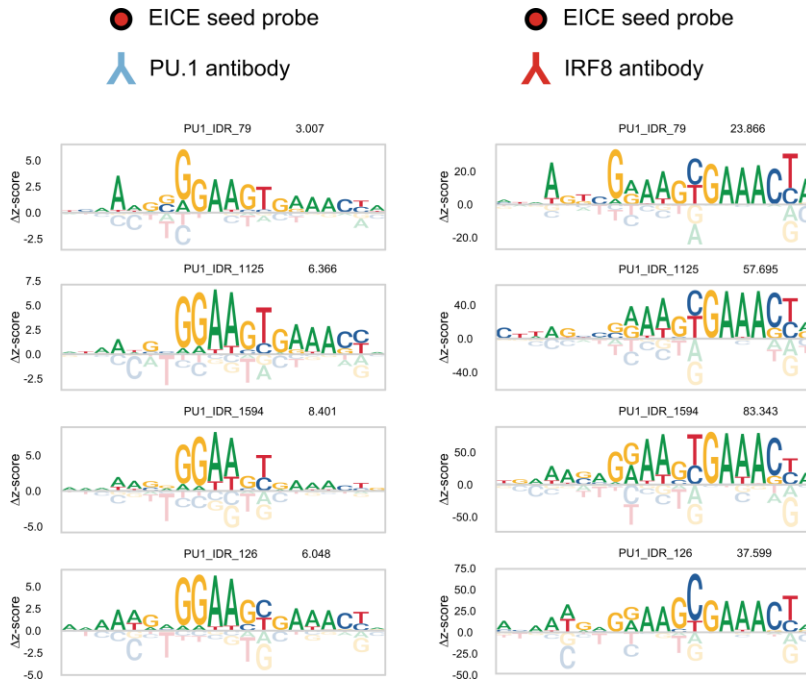 EICE seed probe
PU.1 antibody
EICE seed probe
IRF8 antibody
PU1_IDR_79 3.007
Δz-score
5.0
2.5
0.0
-2.5
PU1_IDR_1125 6.366
Δz-score
7.5
5.0
2.5
0.0
-2.5
PU1_IDR_1594 8.401
Δz-score
5.0
0.0
-5.0
PU1_IDR_126 6.048
Δz-score
5.0
2.5
0.0
-2.5
-5.0
PU1_IDR_79 23.866
Δz-score
20.0
0.0
-20.0
PU1_IDR_1125 57.695
Δz-score
40.0
0.0
-40.0
PU1_IDR_1594 83.343
Δz-score
50.0
0.0
-50.0
PU1_IDR_126 37.599
Δz-score
75.0
50.0
25.0
0.0
-50.0